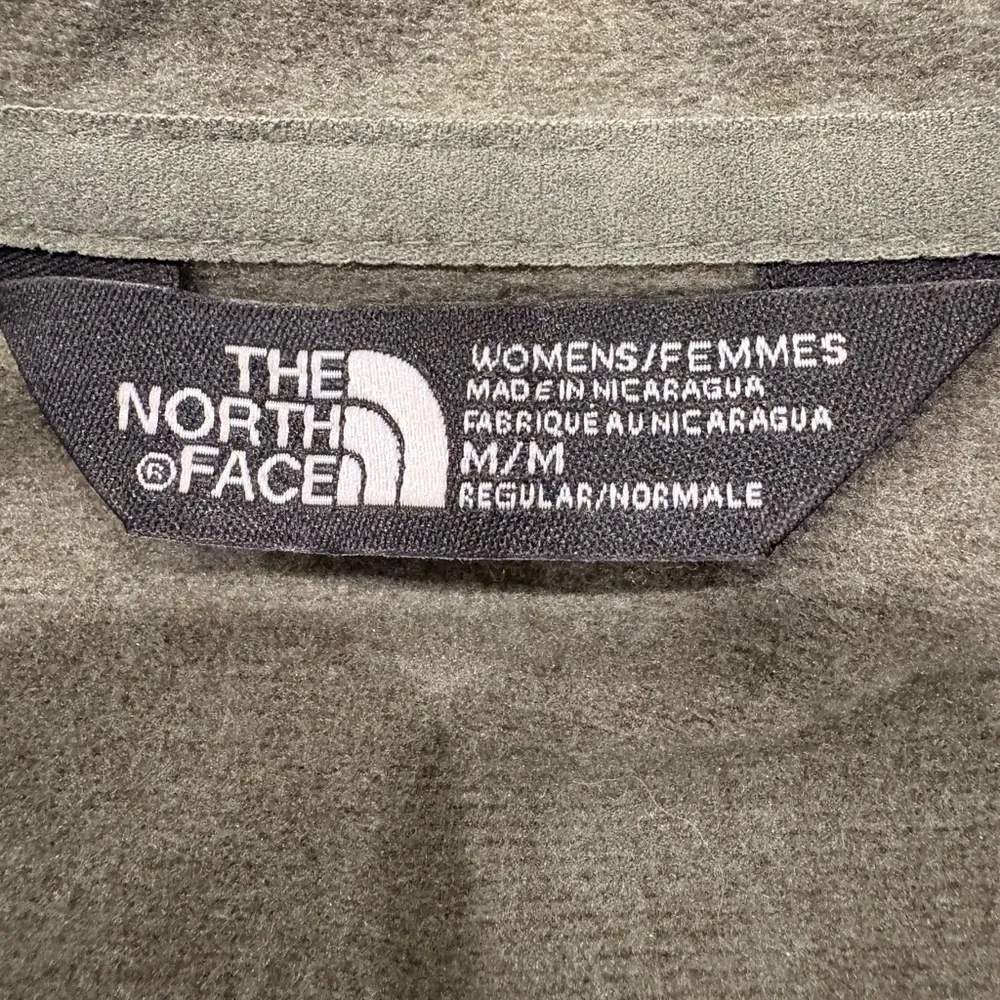 THE
NORTH
®FACE
WOMENS/FEMMES
MADE IN NICARAGUA
FABRIQUE AU NICARAGUA
M/M
REGULAR/NORMALE